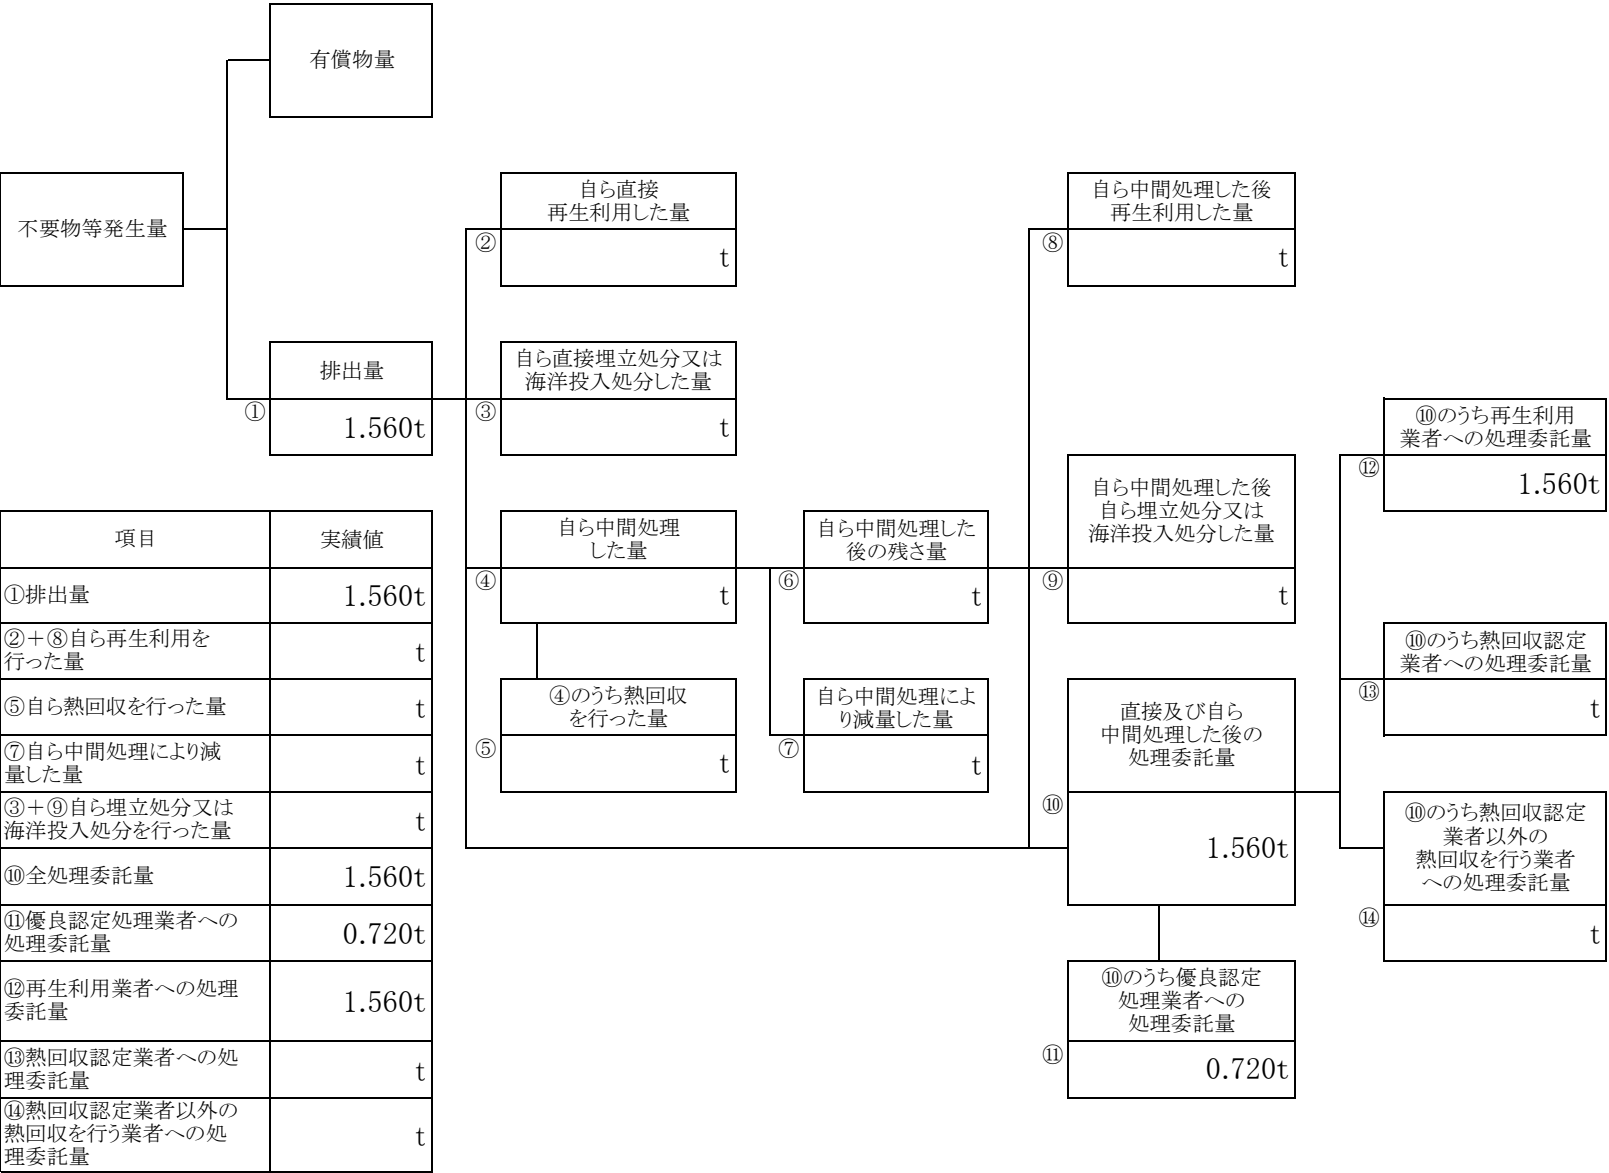 有償物量
不要物等発生量
自ら直接
再生利用した量
②
t
自ら中間処理した後
再生利用した量
⑧
t
排出量
①
1.560t
自ら直接埋立処分又は
海洋投入処分した量
③
t
⑩のうち再生利用
業者への処理委託量
⑫
1.560t
自ら中間処理
した量
④
t
自ら中間処理した
後の残さ量
⑥
t
自ら中間処理した後
自ら埋立処分又は
海洋投入処分した量
⑨
t
⑩のうち熱回収認定
業者への処理委託量
⑬
t
④のうち熱回収
を行った量
⑤
t
自ら中間処理によ
り減量した量
⑦
t
直接及び自ら
中間処理した後の
処理委託量
⑩
1.560t
⑩のうち熱回収認定
業者以外の
熱回収を行う業者
への処理委託量
⑭
t
⑩のうち優良認定
処理業者への
処理委託量
⑪
0.720t
項目
実績値
①排出量
1.560t
②+⑧自ら再生利用を
行った量
t
⑤自ら熱回収を行った量
t
⑦自ら中間処理により減
量した量
t
③+⑨自ら埋立処分又は
海洋投入処分を行った量
t
⑩全処理委託量
1.560t
⑪優良認定処理業者への
処理委託量
0.720t
⑫再生利用業者への処理
委託量
1.560t
⑬熱回収認定業者への処
理委託量
t
⑭熱回収認定業者以外の
熱回収を行う業者への処
理委託量
t